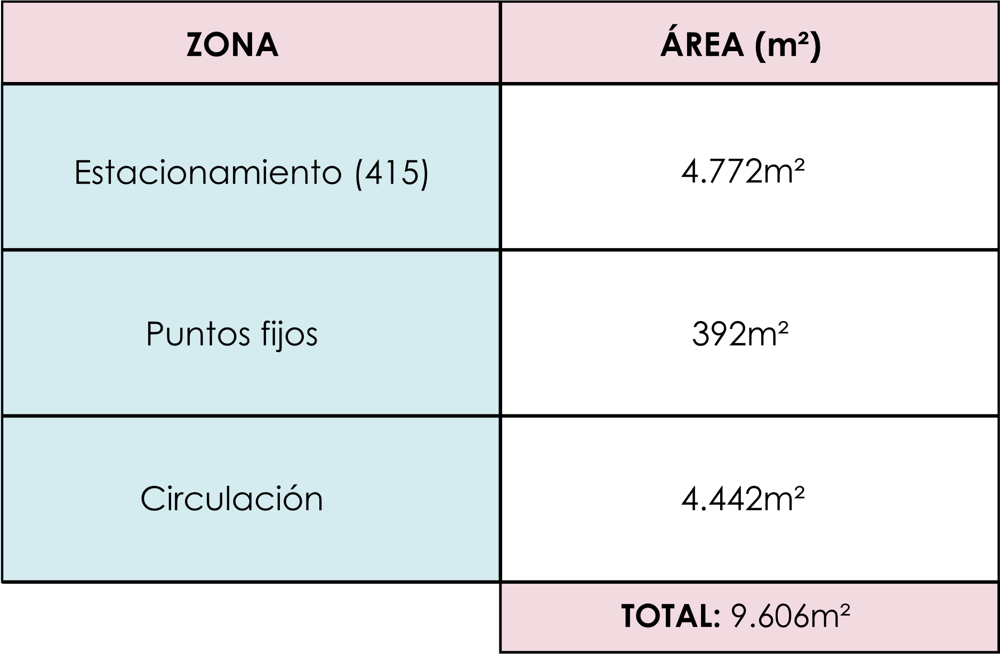 ZONA ÁREA (m²)
Estacionamiento (415) 4.772m²
Puntos fijos 392m²
Circulación 4.442m²
TOTAL: 9.606m²